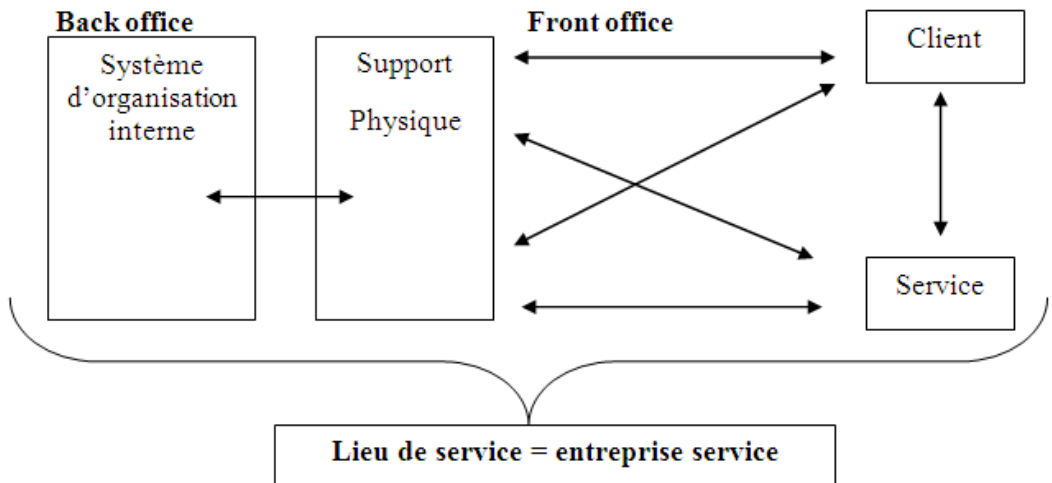 Back office
Front office
Système
d’organisation
interne
Support
Physique
Client
Service
Lieu de service = entreprise service